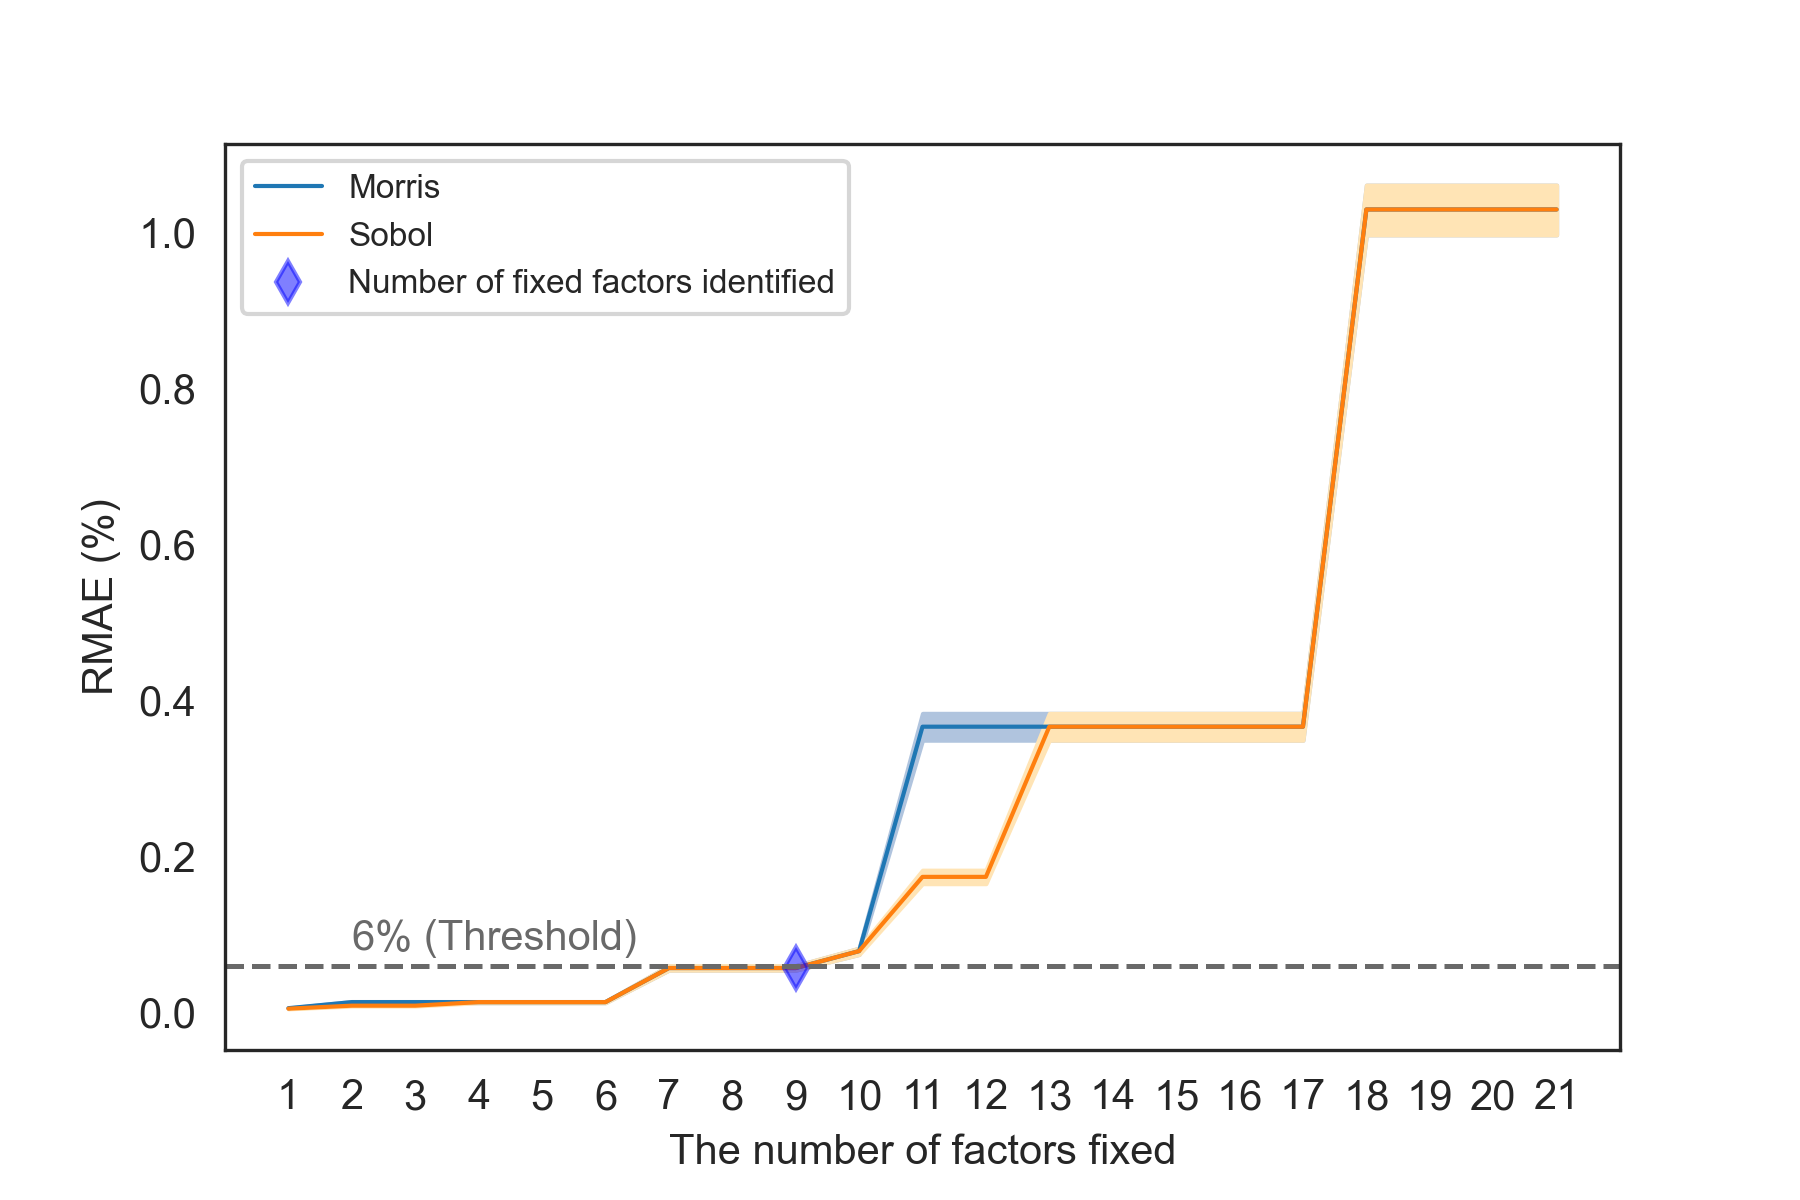 Morris
Sobol
Number of fixed factors identified
1.0
0.8
0.6
0.4
0.2
0.0
RMAE (%)
6% (Threshold)
1 2 3 4 5 6 7 8 9 10 11 12 13 14 15 16 17 18 19 20 21
The number of factors fixed